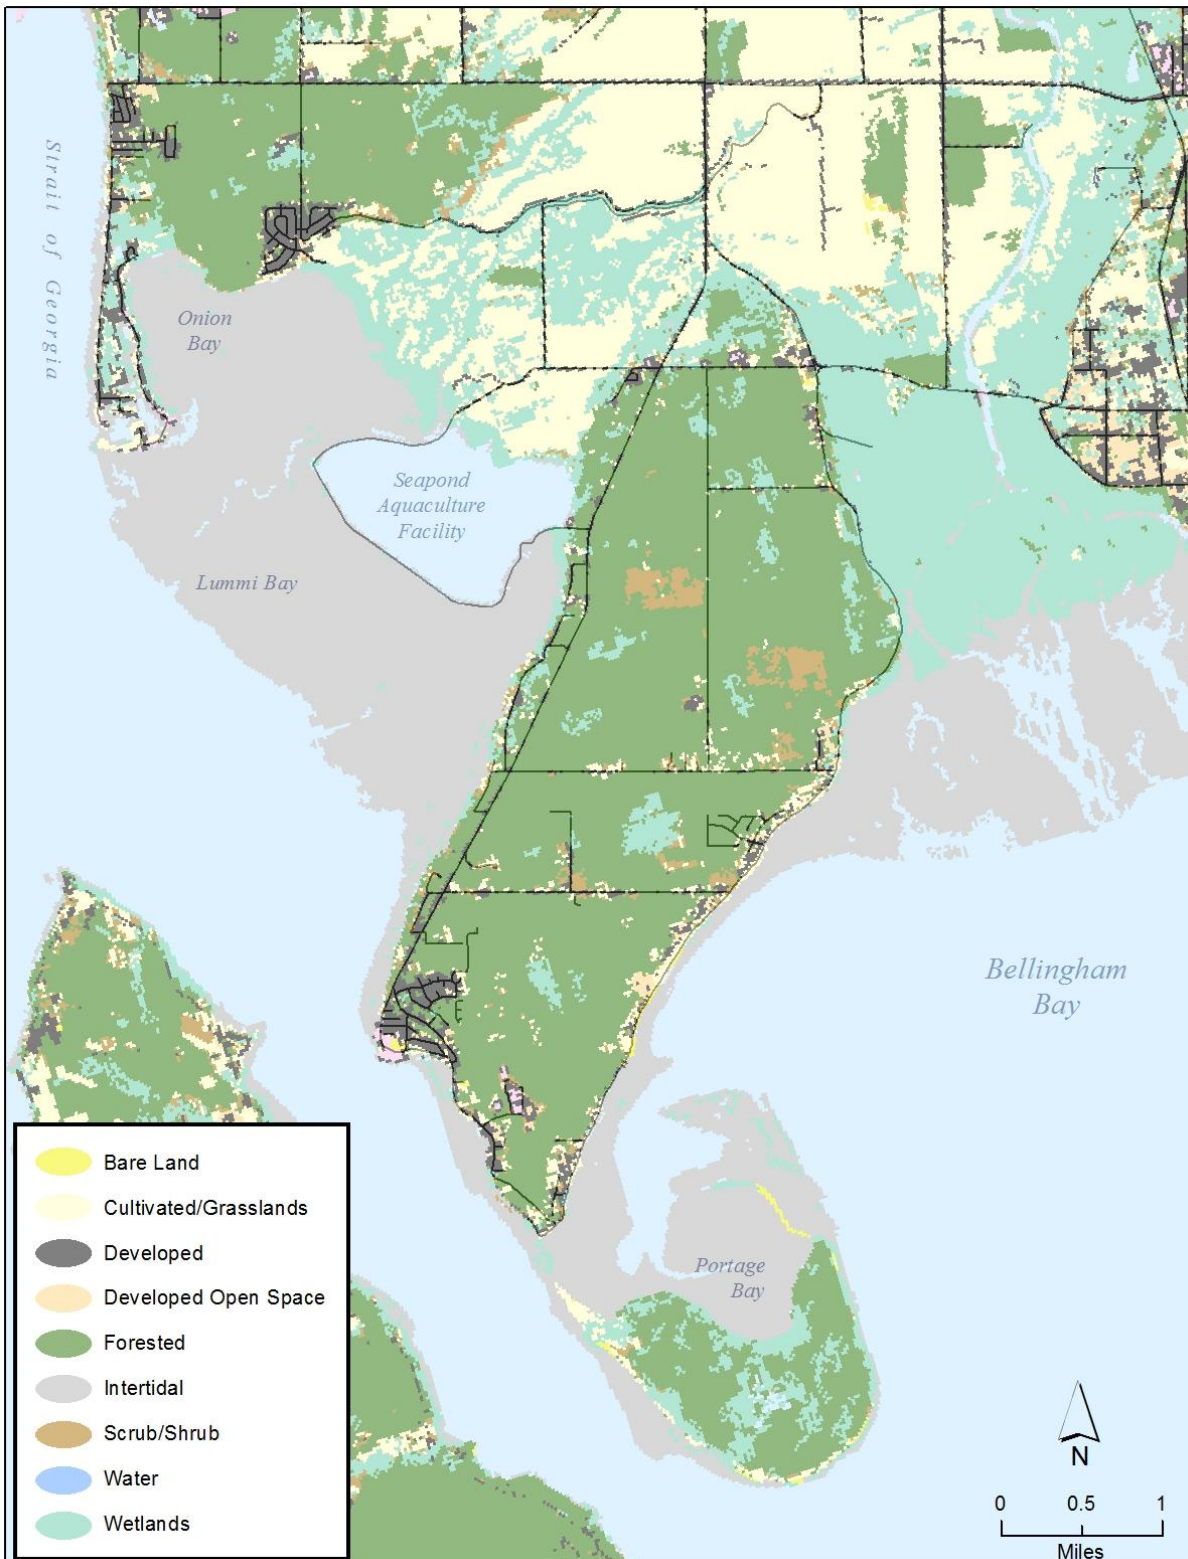 Strait of Georgia
Onion
Bay
Seapond
Aquaculture
Facility
Lummi Bay
Bellingham
Bay
Portage
Bay
Bare Land
Cultivated/Grasslands
Developed
Developed Open Space
Forested
Intertidal
Scrub/Shrub
Water
Wetlands
N
0 0.5 1
Miles